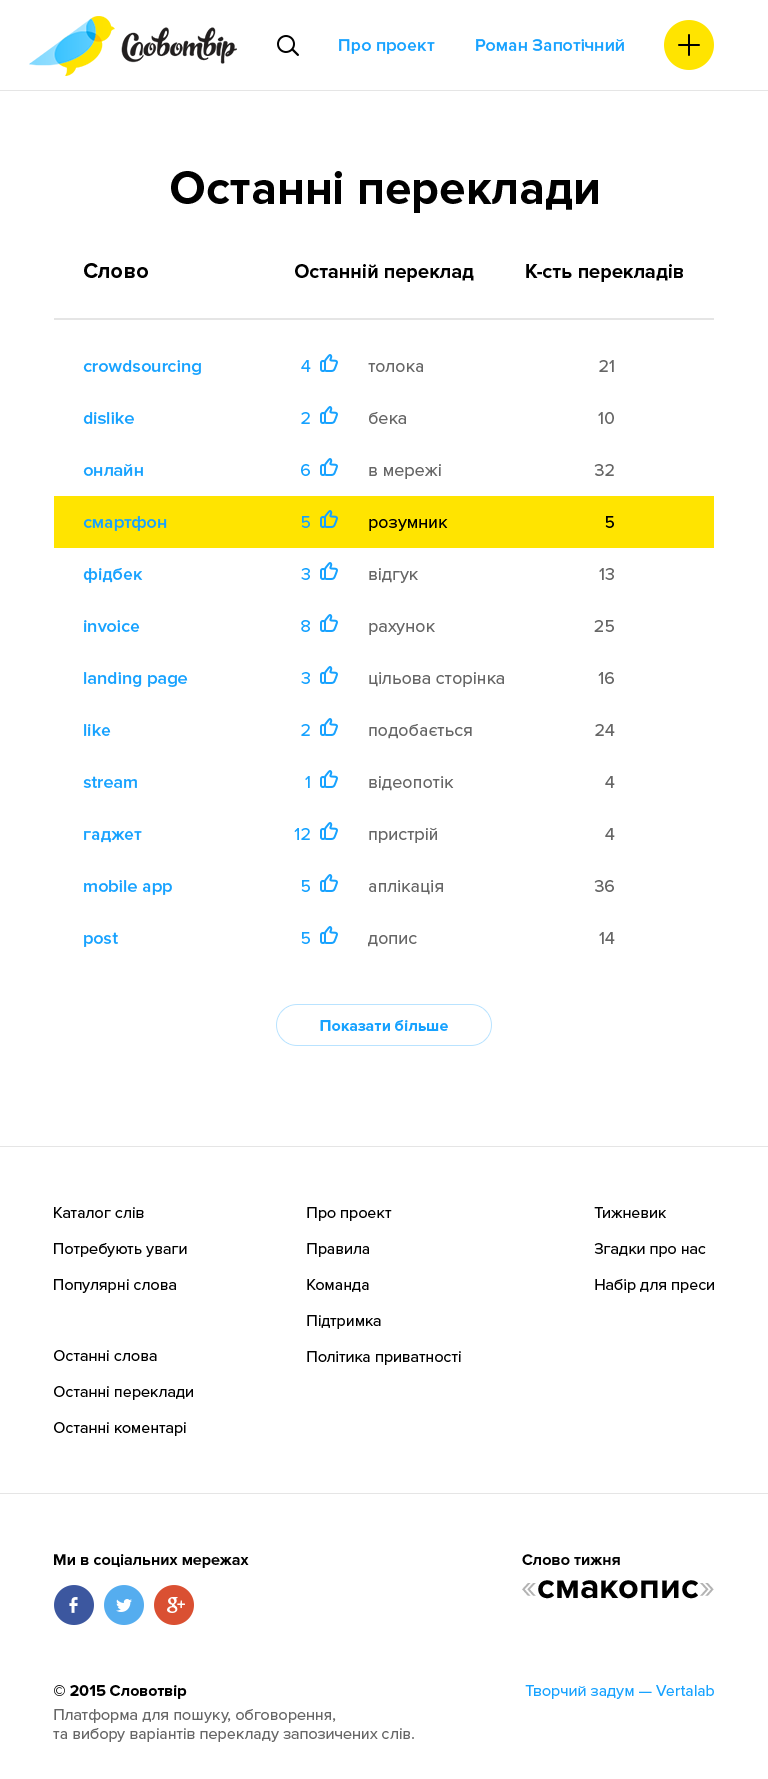 Словотвір
Про проект
Роман Запотічний
Останні переклади
Слово Останній переклад К-сть перекладів
crowdsourcing 4 толока 21
dislike 2 бека 10
онлайн 6 в мережі 32
смартфон 5 розумник 5
фідбек 3 відгук 13
invoice 8 рахунок 25
landing page 3 цільова сторінка 16
like 2 подобається 24
stream 1 відеопотік 4
гаджет 12 пристрій 4
mobile app 5 аплікація 36
post 5 допис 14
Показати більше
Каталог слів
Потребують уваги
Популярні слова
Останні слова
Останні переклади
Останні коментарі
Про проект
Правила
Команда
Підтримка
Політика приватності
Тижневик
Згадки про нас
Набір для преси
Ми в соціальних мережах
Слово тижня
«смакопис»
© 2015 Словотвір
Платформа для пошуку, обговорення,
та вибору варіантів перекладу запозичених слів.
Творчий задум — Vertalab